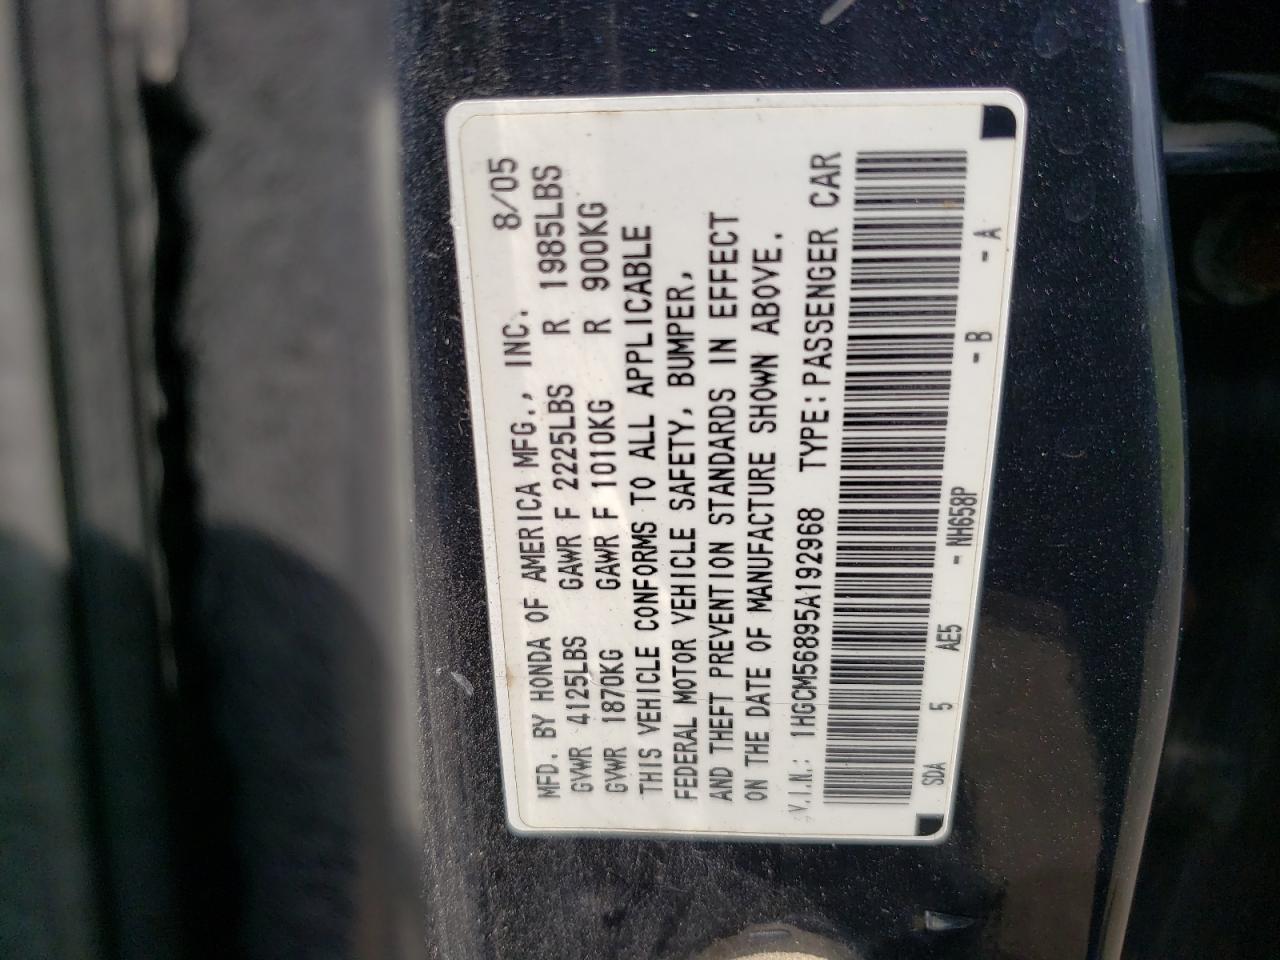 MFD. BY HONDA OF AMERICA MFG., INC. 8/05
GVWR 4125LBS GAWR F 2225LBS R 1985LBS
GVWR 1870KG GAWR F 1010KG R 900KG
THIS VEHICLE CONFORMS TO ALL APPLICABLE
FEDERAL MOTOR VEHICLE SAFETY, BUMPER,
AND THEFT PREVENTION STANDARDS IN EFFECT
ON THE DATE OF MANUFACTURE SHOWN ABOVE.
V.I.N.: 1HGCM56895A192968 TYPE: PASSENGER CAR
SDA 5 AE5 - NH658P - B - A